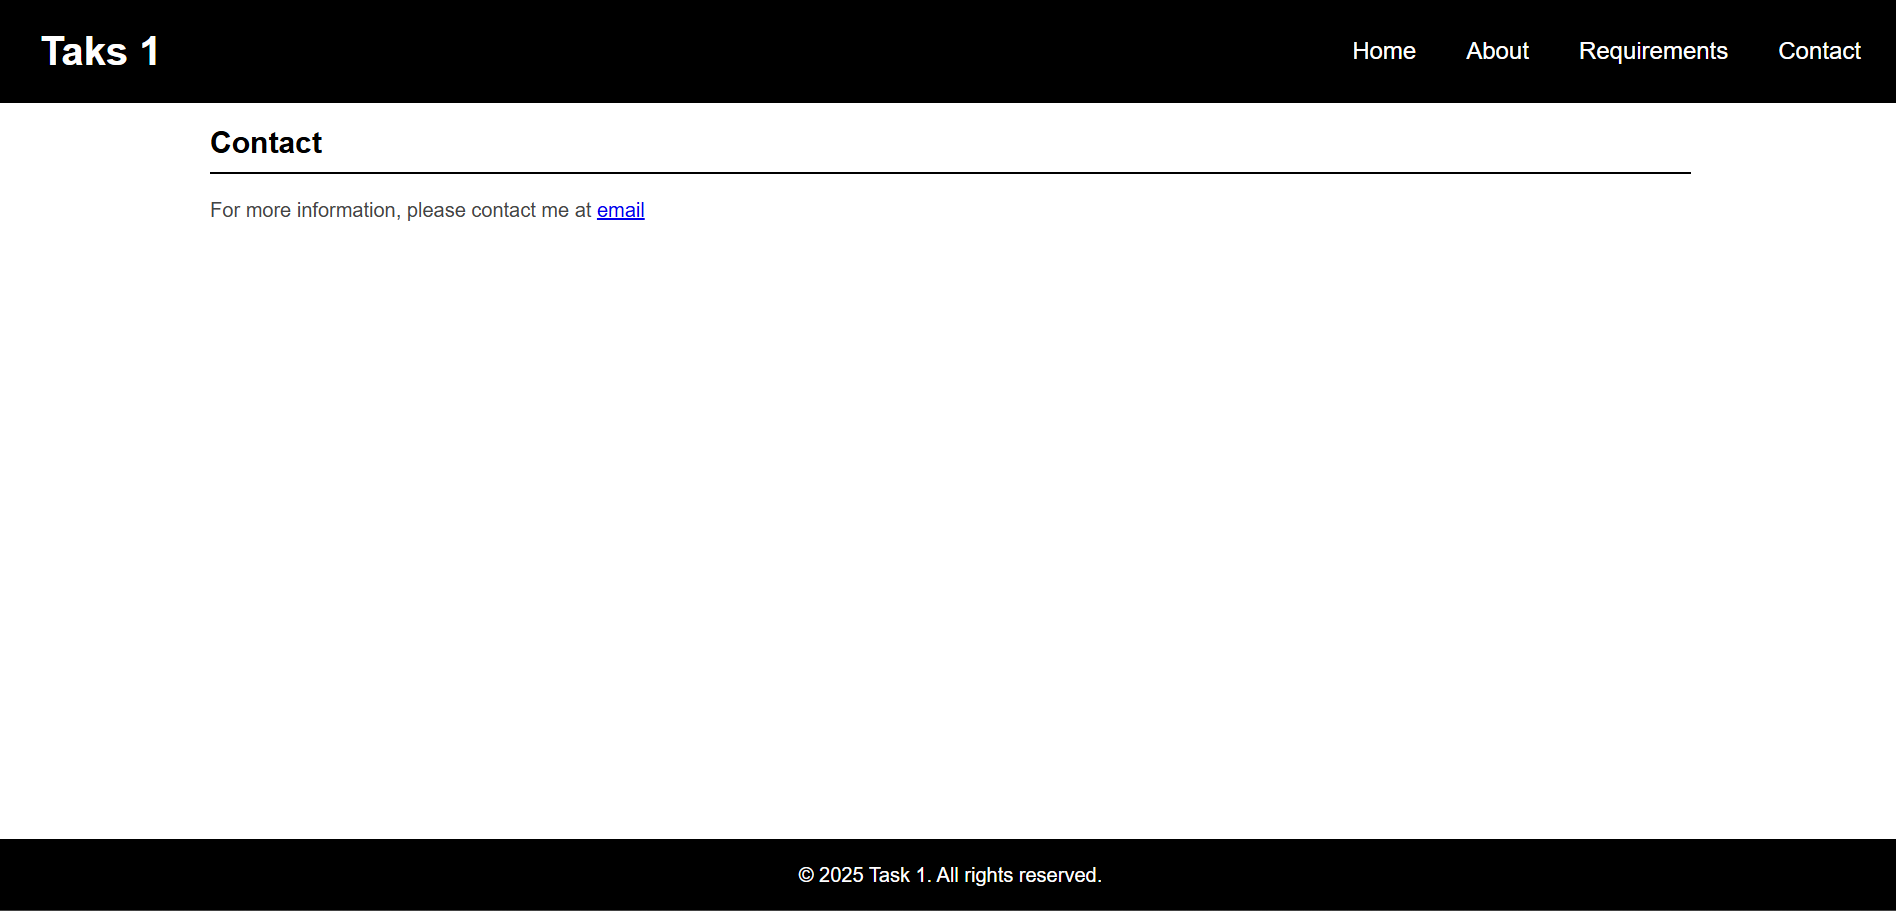 Taks 1
Home About Requirements Contact
Contact
For more information, please contact me at email
© 2025 Task 1. All rights reserved.